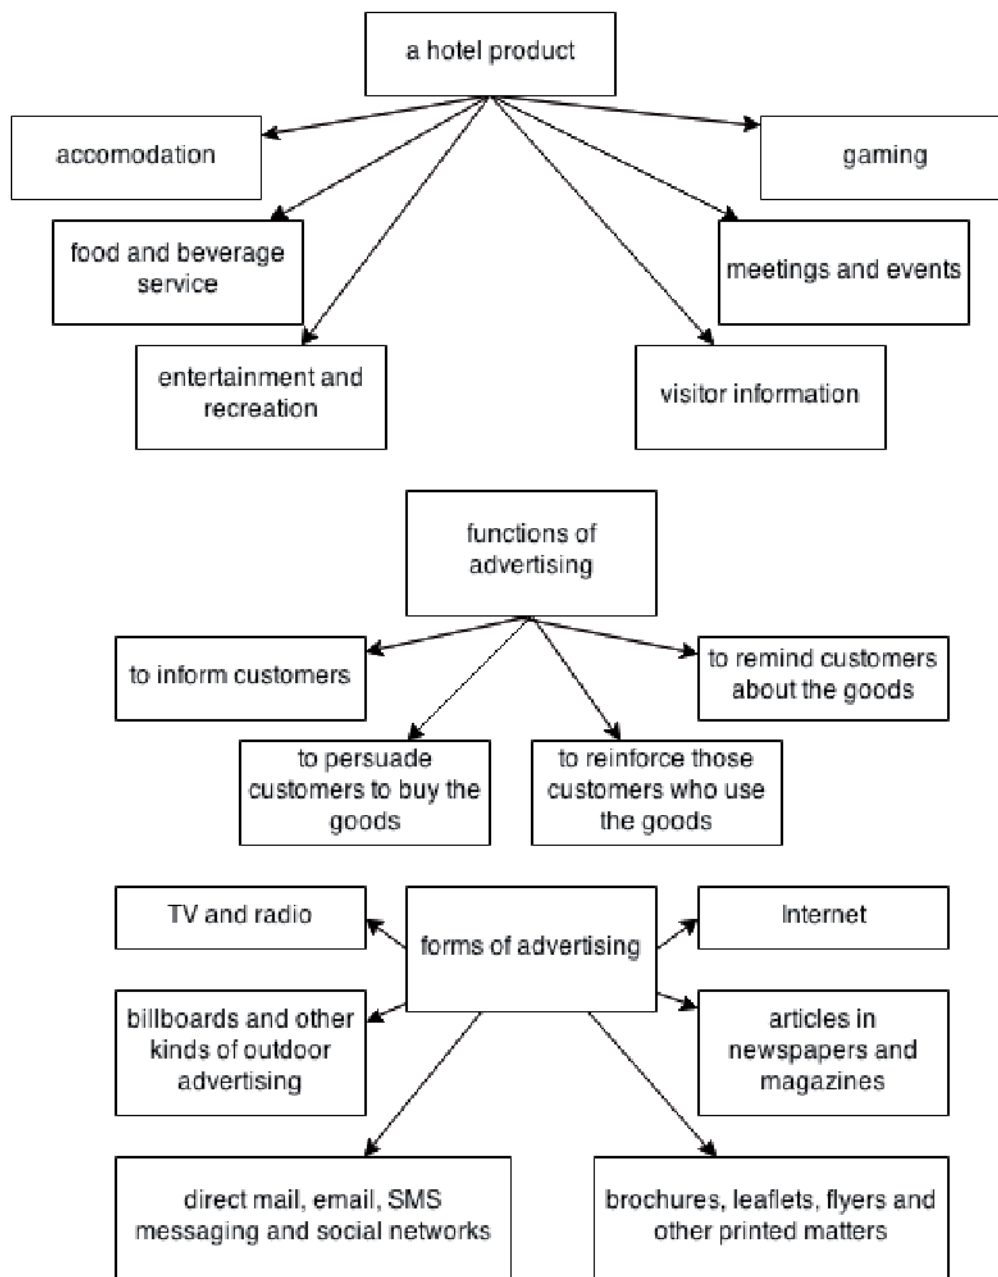 a hotel product
accomodation
gaming
food and beverage
service
meetings and events
entertainment and
recreation
visitor information
functions of
advertising
to inform customers
to remind customers
about the goods
to persuade
customers to buy the
goods
to reinforce those
customers who use
the goods
TV and radio
forms of advertising
Internet
billboards and other
kinds of outdoor
advertising
articles in
newspapers and
magazines
direct mail, email, SMS
messaging and social networks
brochures, leaflets, flyers and
other printed matters